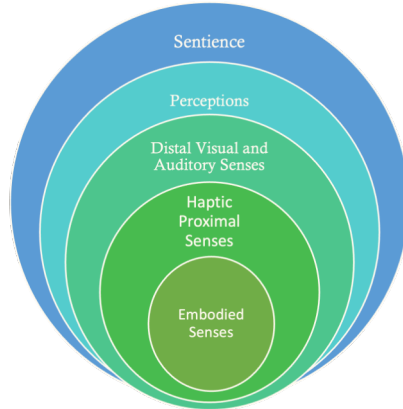 Sentience
Perceptions
Distal Visual and
Auditory Senses
Haptic
Proximal
Senses
Embodied
Senses